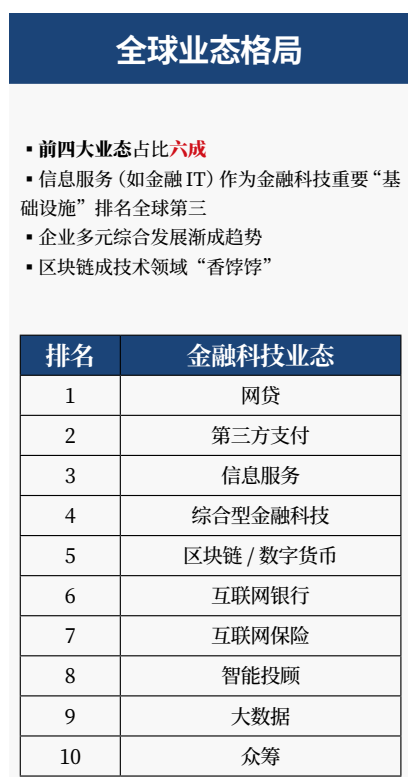 全球业态格局
▪前四大业态占比六成
▪信息服务（如金融 IT）作为金融科技重要“基
础设施”排名全球第三
▪企业多元综合发展渐成趋势
▪区块链成技术领域“香饽饽”
排名 金融科技业态
1 网贷
2 第三方支付
3 信息服务
4 综合型金融科技
5 区块链 / 数字货币
6 互联网银行
7 互联网保险
8 智能投顾
9 大数据
10 众筹